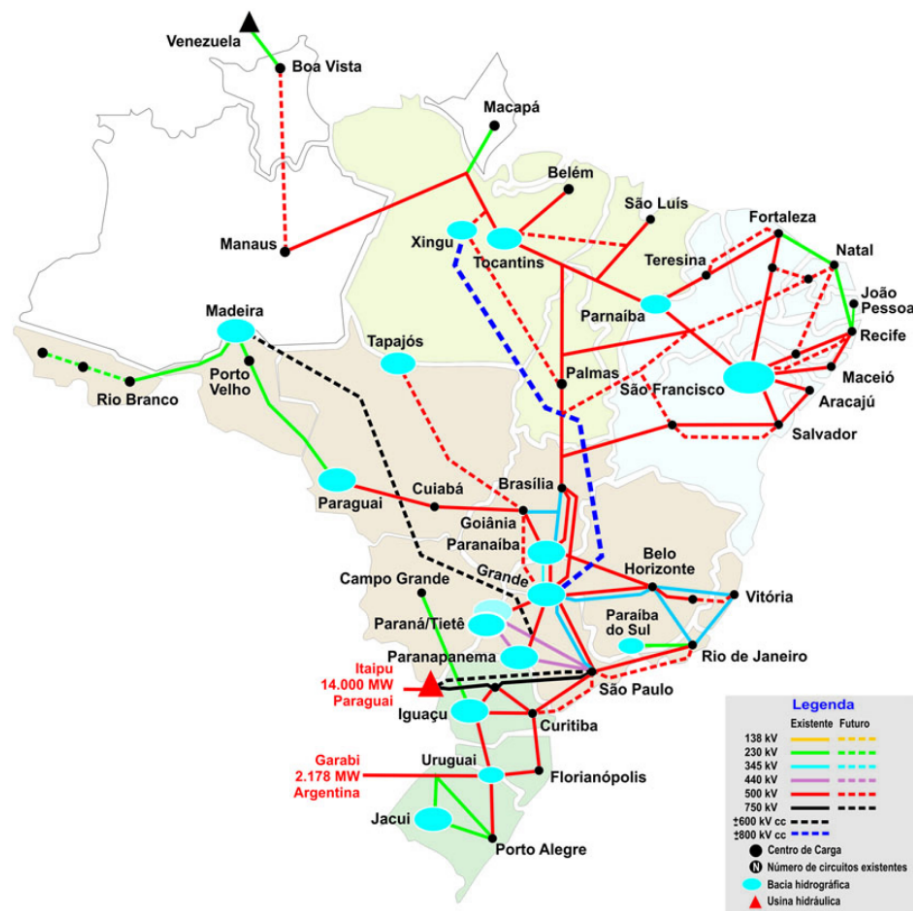 Venezuela
Boa Vista
Macapá
Belém
São Luís
Fortaleza
Xingu
Teresina
Natal
Manaus
Tocantins
João
Pessoa
Madeira
Parnaíba
Recife
Tapajós
Palmas
São Francisco
Maceió
Porto
Velho
Rio Branco
Aracajú
Salvador
Brasília
Cuiabá
Paraguai
Goiânia
Paranaíba
Belo
Horizonte
Campo Grande
Grande
Vitória
Paraíba
do Sul
Paraná/Tietê
Paranapanema
Rio de Janeiro
Itaipu
14.000 MW
Paraguai
São Paulo
Iguaçu
Curitiba
Garabi
2.178 MW
Argentina
Uruguai
Florianópolis
Jacui
Porto Alegre
Legenda
Existente Futuro
138 kV
230 kV
345 kV
440 kV
500 kV
750 kV
±600 kV cc
±800 kV cc
Centro de Carga
N Número de circuitos existentes
Bacia hidrográfica
Usina hidráulica